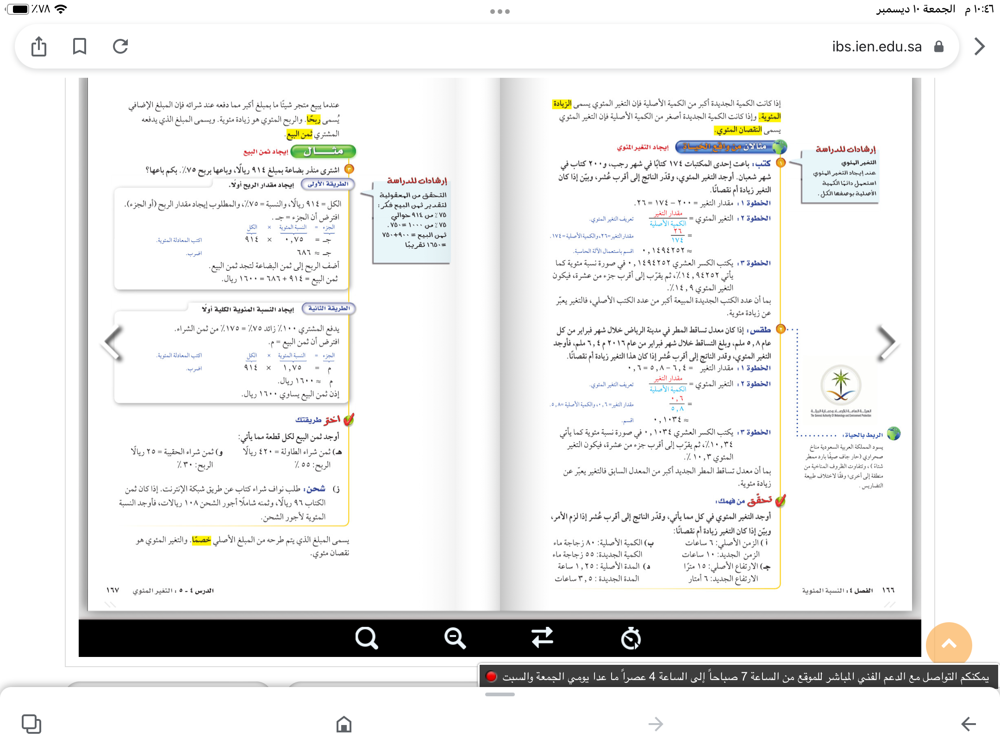 ١٠:٤٦ م الجمعة ١٠ ديسمبر
٧٨٪
ibs.ien.edu.sa
إذا كانت الكمية الجديدة أكبر من الكمية الأصلية فإن التغير المئوي يسمى الزيادة
المئوية. وإذا كانت الكمية الجديدة أصغر من الكمية الأصلية فإن التغير المئوي
يسمى النقصان المئوي.
مثالان من واقع الحياة إيجاد التغير المئوي
١ كتب: باعت إحدى المكتبات ١٧٤ كتابًا في شهر رجب، و٢٠٠ كتاب في
شهر شعبان. أوجد التغير المئوي، وقدّر الناتج إلى أقرب عُشر، وبيّن إذا كان
التغير زيادة أم نقصانًا.
الخطوة ١: مقدار التغير = ٢٠٠ – ١٧٤ = ٢٦.
الخطوة ٢: التغير المئوي = مقدار التغير / الكمية الأصلية تعريف التغير المئوي.
= ٢٦ / ١٧٤ مقدار التغير=٢٦، والكمية الأصلية=١٧٤.
≈ ٠,١٤٩٤٢٥٢ اقسم باستعمال الآلة الحاسبة.
الخطوة ٣: يكتب الكسر العشري ٠,١٤٩٤٢٥٢ في صورة نسبة مئوية كما
يأتي ١٤,٩٤٢٥٢٪، ثم يقرّب إلى أقرب جزء من عشرة، فيكون
التغير المئوي ١٤,٩٪.
بما أن عدد الكتب الجديدة المبيعة أكبر من عدد الكتب الأصلي، فالتغير يعبّر
عن زيادة مئوية.
٢ طقس: إذا كان معدل تساقط المطر في مدينة الرياض خلال شهر فبراير من كل
عام ٥,٨ ملم، وبلغ التساقط خلال شهر فبراير من عام ٢٠١٦ م ٦,٤ ملم، فأوجد
التغير المئوي، وقدر الناتج إلى أقرب عُشر إذا كان هذا التغير زيادة أم نقصانًا.
الخطوة ١: مقدار التغير = ٦,٤ – ٥,٨ = ٠,٦
الخطوة ٢: التغير المئوي = مقدار التغير / الكمية الأصلية تعريف التغير المئوي.
= ٠,٦ / ٥,٨ مقدار التغير= ٠,٦، والكمية الأصلية =٥,٨.
≈ ٠,١٠٣٤ اقسم.
الخطوة ٣: يكتب الكسر العشري ٠,١٠٣٤ في صورة نسبة مئوية كما يأتي
١٠,٣٤٪، ثم يقرّب إلى أقرب جزء من عشرة، فيكون التغير
المئوي ١٠,٣٪.
بما أن معدل تساقط المطر الجديد أكبر من المعدل السابق فالتغير يعبّر عن
زيادة مئوية.
تحقّق من فهمك:
أوجد التغير المئوي في كل مما يأتي، وقدّر الناتج إلى أقرب عُشر إذا لزم الأمر،
وبيّن إذا كان التغير زيادة أم نقصانًا:
أ) الزمن الأصلي: ٦ ساعات ب) الكمية الأصلية: ٨٠ زجاجة ماء
الزمن الجديد: ١٠ ساعات الكمية الجديدة: ٥٥ زجاجة ماء
جـ) الارتفاع الأصلي: ١٥ مترًا د) المدة الأصلية: ١,٢٥ ساعة
الارتفاع الجديد: ٦ أمتار المدة الجديدة: ٣,٥ ساعات
إرشادات للدراسة
التغير المئوي
عند إيجاد التغير المئوي
استعمل دائمًا الكمية
الأصلية بوصفها الكل.
الهيئة العامة للأرصاد وحماية البيئة
The General Authority Of Meteorology and Environment Protection
الربط بالحياة:
يسود المملكة العربية السعودية مناخ
صحراوي (حار جاف صيفًا بارد ممطر
شتاءً)، وتتفاوت الظروف المناخية من
منطقة إلى أخرى؛ وفقًا لاختلاف طبيعة
التضاريس.
١٦٦ الفصل ٤: النسبة المئوية
عندما يبيع متجر شيئًا ما بمبلغ أكبر مما دفعه عند شرائه فإن المبلغ الإضافي
يُسمى ربحًا. والربح المئوي هو زيادة مئوية. ويسمى المبلغ الذي يدفعه
المشتري ثمن البيع.
مثال إيجاد ثمن البيع
٣ اشترى منذر بضاعة بمبلغ ٩١٤ ريالًا، وباعها بربح ٧٥٪. بكم باعها؟
الطريقة الأولى إيجاد مقدار الربح أولًا.
الكل = ٩١٤ ريالًا، والنسبة = ٧٥٪، والمطلوب إيجاد مقدار الربح (أو الجزء).
افترض أن الجزء = جـ.
الجزء = النسبة المئوية × الكل
جـ = ٠,٧٥ × ٩١٤ اكتب المعادلة المئوية.
جـ ≈ ٦٨٦ اضرب.
أضف الربح إلى ثمن البضاعة لتجد ثمن البيع.
ثمن البيع = ٩١٤ + ٦٨٦ = ١٦٠٠ ريال.
الطريقة الثانية إيجاد النسبة المئوية الكلية أولًا
يدفع المشتري ١٠٠٪ زائد ٧٥٪ = ١٧٥٪ من ثمن الشراء.
افترض أن ثمن البيع = م.
الجزء = النسبة المئوية × الكل اكتب المعادلة المئوية.
م = ١,٧٥ × ٩١٤ اضرب.
م ≈ ١٦٠٠ ريال.
إذن ثمن البيع يساوي ١٦٠٠ ريال.
اختر طريقتك
أوجد ثمن البيع لكل قطعة مما يأتي:
هـ) ثمن شراء الطاولة = ٤٢٠ ريالًا و) ثمن شراء الحقيبة = ٢٥ ريالًا
الربح: ٥٥ ٪ الربح: ٣٠ ٪
ز) شحن: طلب نواف شراء كتاب عن طريق شبكة الإنترنت. إذا كان ثمن
الكتاب ٩٦ ريالًا، وثمنه شاملًا أجور الشحن ١٠٨ ريالات، فأوجد النسبة
المئوية لأجور الشحن.
يسمى المبلغ الذي يتم طرحه من المبلغ الأصلي خصمًا. والتغير المئوي هو
نقصان مئوي.
إرشادات للدراسة
التحقق من المعقولية
لتقدير ثمن البيع فكر:
٧٥٪ من ٩١٤ حوالي
٧٥٪ من ١٠٠٠ = ٧٥٠.
ثمن البيع = ٩٠٠+٧٥٠
=١٦٥٠ تقريبًا
الدرس ٤ - ٥: التغير المئوي ١٦٧
يمكنكم التواصل مع الدعم الفني المباشر للموقع من الساعة 7 صباحاً إلى الساعة 4 عصراً ما عدا يومي الجمعة والسبت